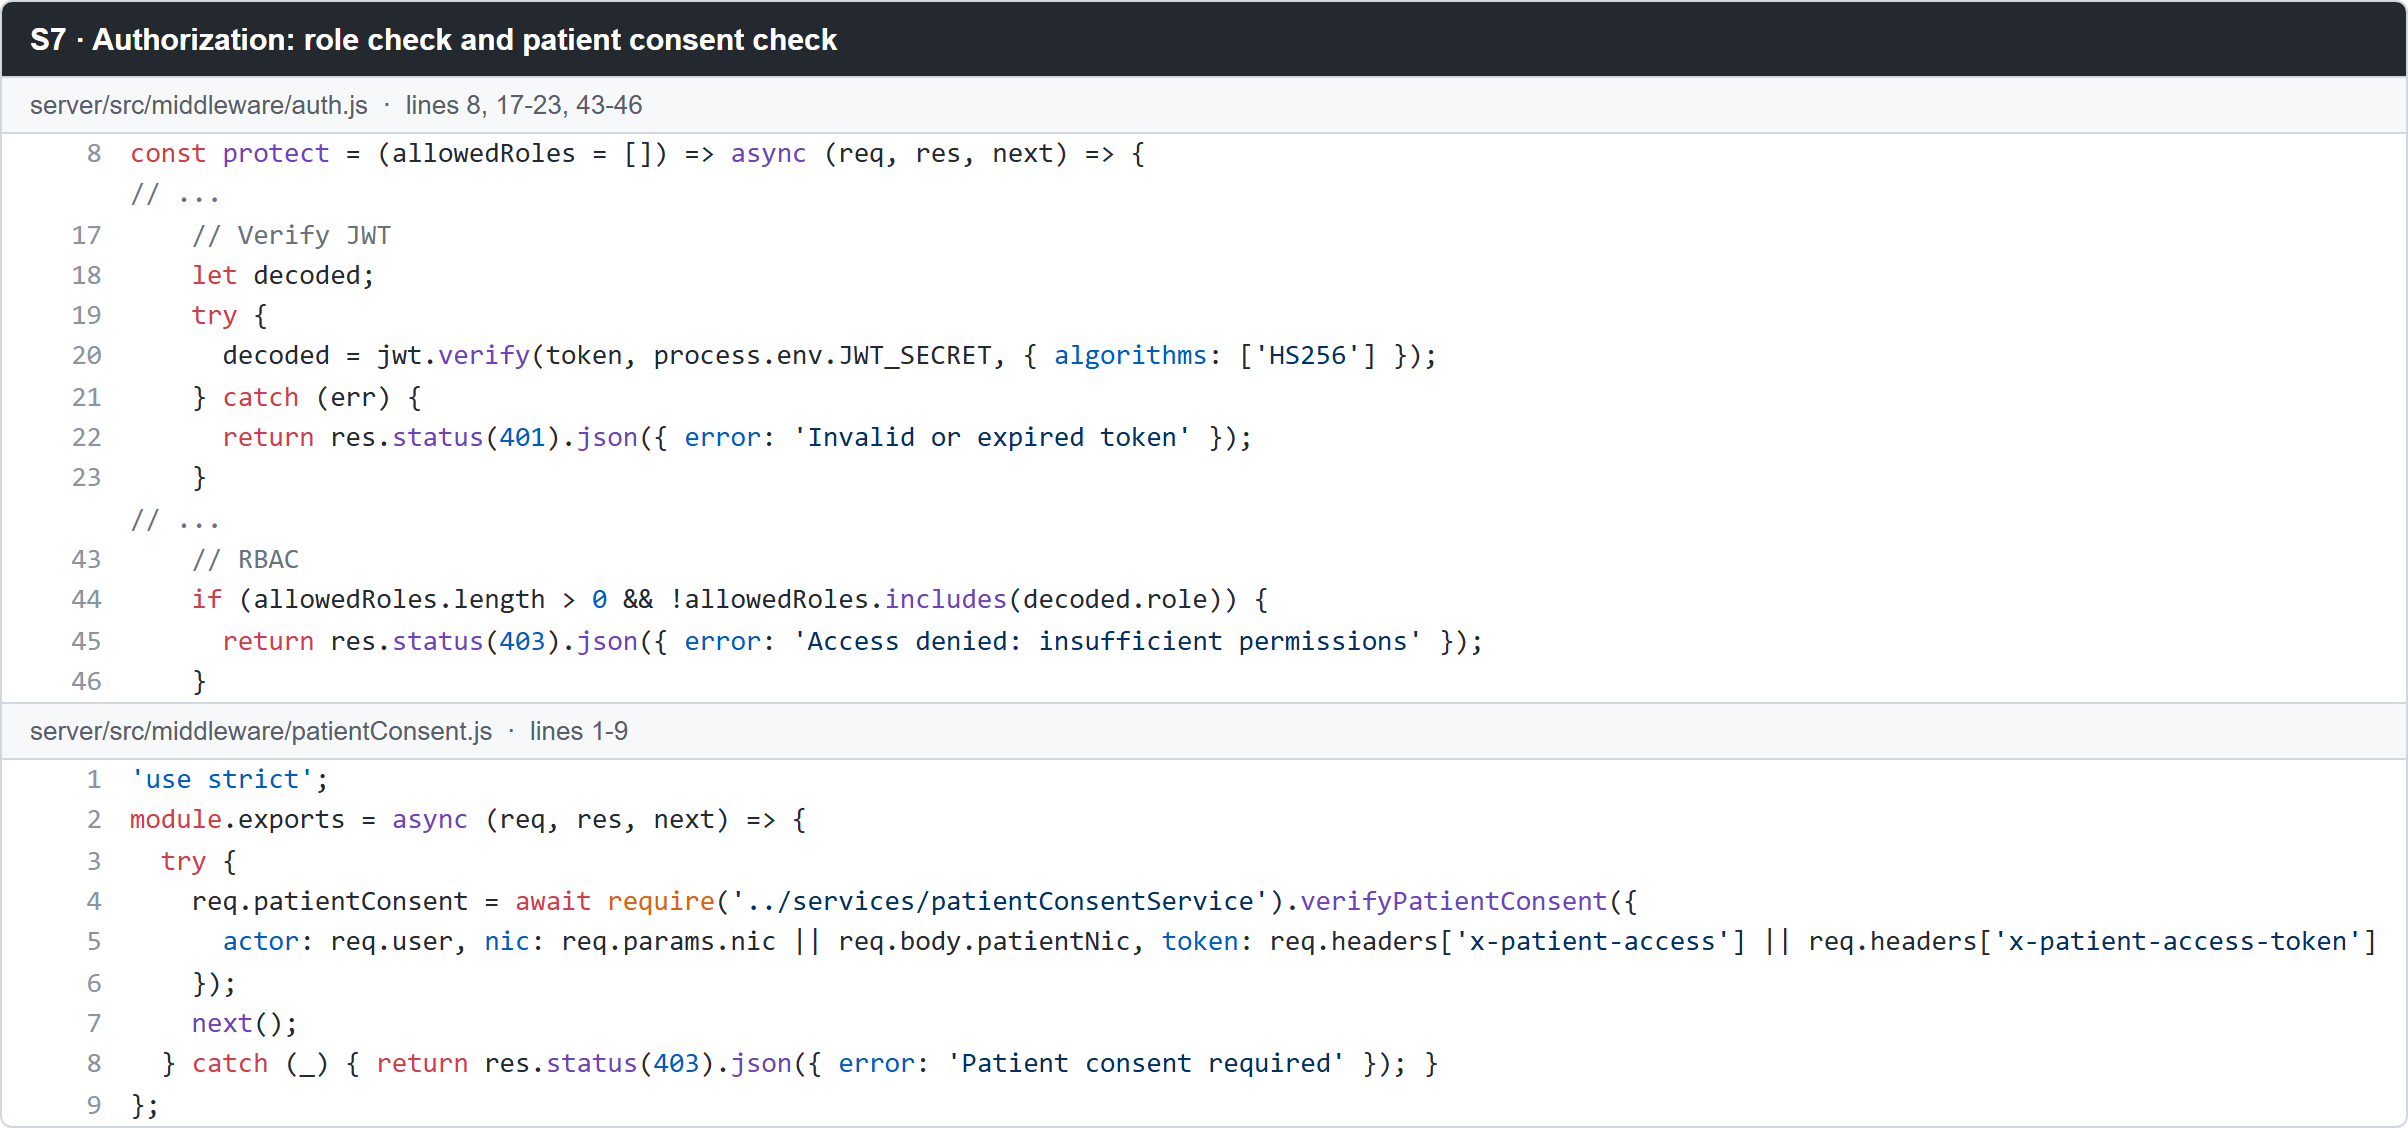 S7 · Authorization: role check and patient consent check
server/src/middleware/auth.js · lines 8, 17-23, 43-46
8 const protect = (allowedRoles = []) => async (req, res, next) => {
// ...
17     // Verify JWT
18     let decoded;
19     try {
20       decoded = jwt.verify(token, process.env.JWT_SECRET, { algorithms: ['HS256'] });
21     } catch (err) {
22       return res.status(401).json({ error: 'Invalid or expired token' });
23     }
// ...
43     // RBAC
44     if (allowedRoles.length > 0 && !allowedRoles.includes(decoded.role)) {
45       return res.status(403).json({ error: 'Access denied: insufficient permissions' });
46     }
server/src/middleware/patientConsent.js · lines 1-9
1 'use strict';
2 module.exports = async (req, res, next) => {
3   try {
4     req.patientConsent = await require('../services/patientConsentService').verifyPatientConsent({
5       actor: req.user, nic: req.params.nic || req.body.patientNic, token: req.headers['x-patient-access'] || req.headers['x-patient-access-token']
6     });
7     next();
8   } catch (_) { return res.status(403).json({ error: 'Patient consent required' }); }
9 };